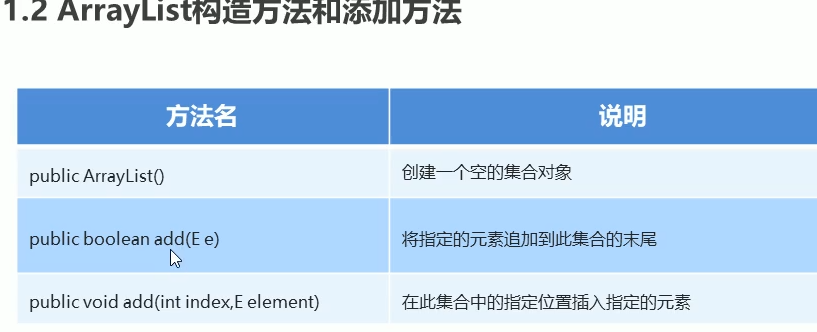 1.2 ArrayList构造方法和添加方法
方法名 说明
public ArrayList() 创建一个空的集合对象
public boolean add(E e) 将指定的元素追加到此集合的末尾
public void add(int index,E element) 在此集合中的指定位置插入指定的元素